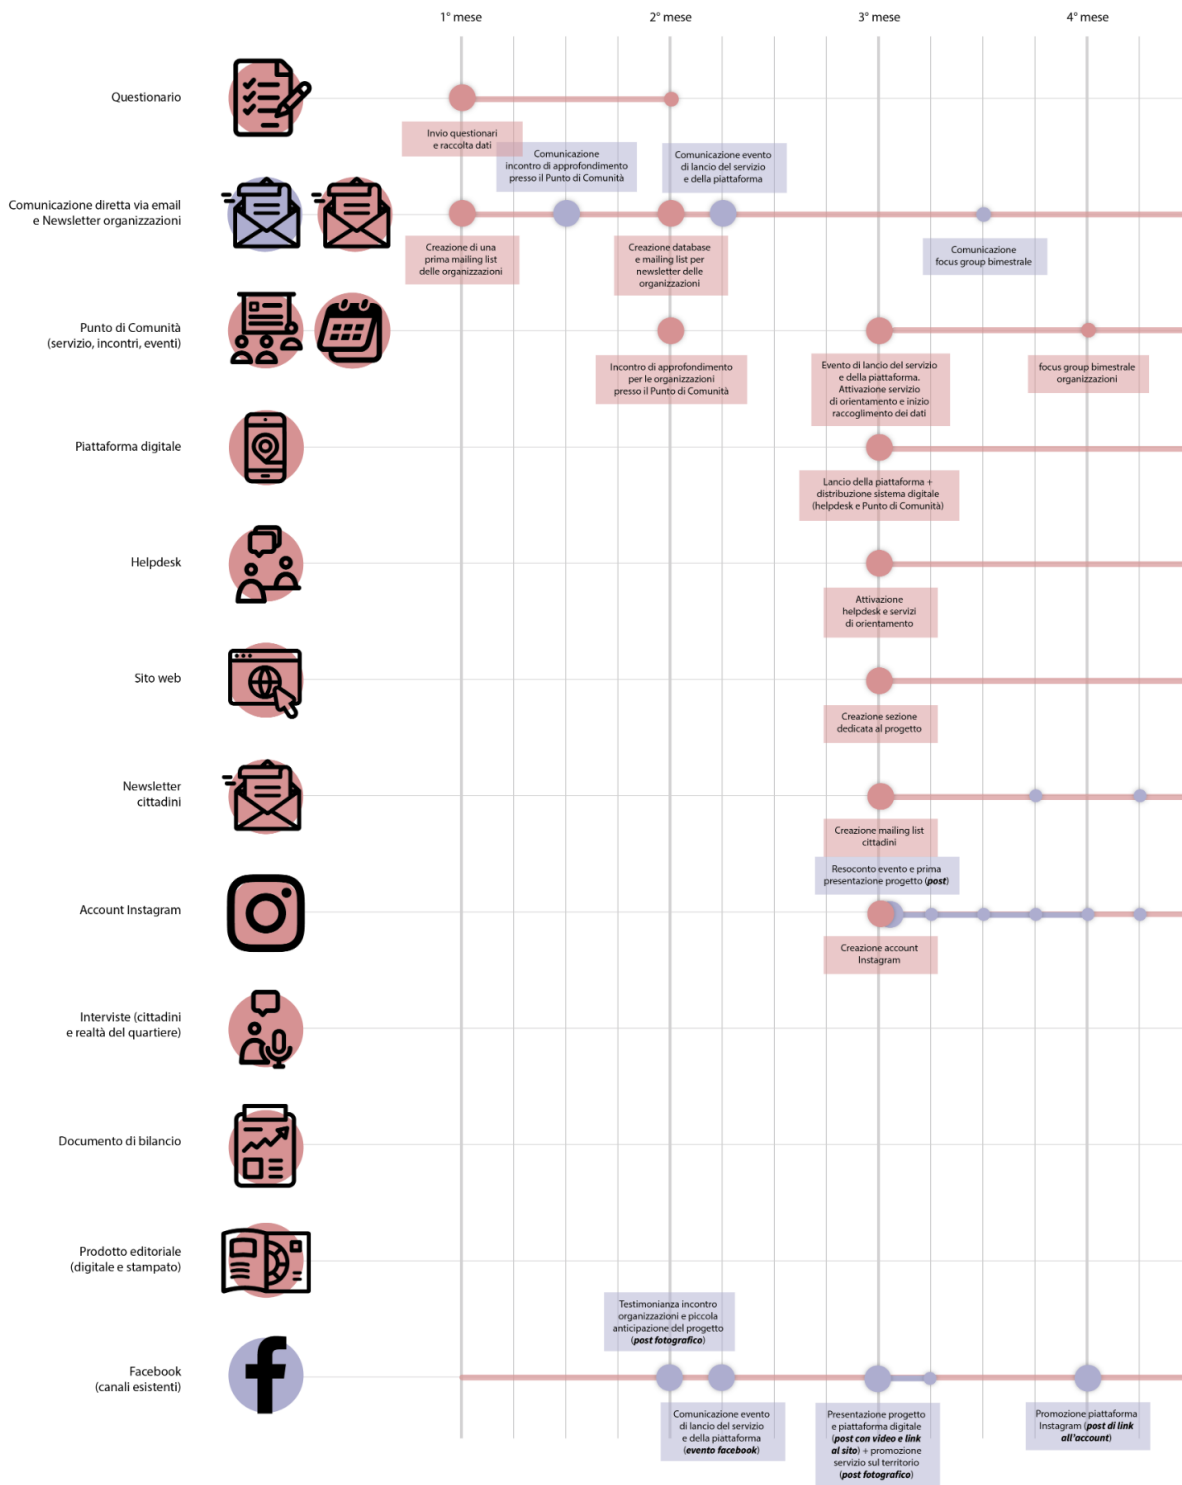 1° mese
2° mese
3° mese
4° mese
Questionario
Invio questionari
e raccolta dati
Comunicazione
incontro di approfondimento
presso il Punto di Comunità
Comunicazione evento
di lancio del servizio
e della piattaforma
Comunicazione diretta via email
e Newsletter organizzazioni
Creazione di una
prima mailing list
delle organizzazioni
Creazione database
e mailing list per
newsletter delle
organizzazioni
Comunicazione
focus group bimestrale
Punto di Comunità
(servizio, incontri, eventi)
Incontro di approfondimento
per le organizzazioni
presso il Punto di Comunità
Evento di lancio del servizio
e della piattaforma.
Attivazione servizio
di orientamento e inizio
raccoglimento dei dati
focus group bimestrale
organizzazioni
Piattaforma digitale
Lancio della piattaforma +
distribuzione sistema digitale
(helpdesk e Punto di Comunità)
Helpdesk
Attivazione
helpdesk e servizi
di orientamento
Sito web
Creazione sezione
dedicata al progetto
Newsletter
cittadini
Creazione mailing list
cittadini
Resoconto evento e prima
presentazione progetto (post)
Account Instagram
Creazione account
Instagram
Interviste (cittadini
e realtà del quartiere)
Documento di bilancio
Prodotto editoriale
(digitale e stampato)
Testimonianza incontro
organizzazioni e piccola
anticipazione del progetto
(post fotografico)
Facebook
(canali esistenti)
Comunicazione evento
di lancio del servizio
e della piattaforma
(evento facebook)
Presentazione progetto
e piattaforma digitale
(post con video e link
al sito) + promozione
servizio sul territorio
(post fotografico)
Promozione piattaforma
Instagram (post di link
all'account)